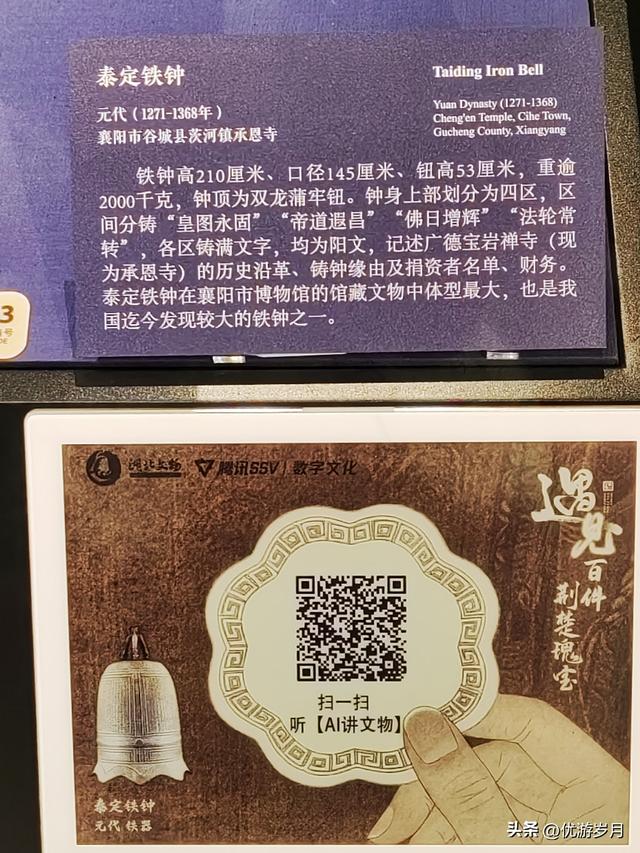 泰定铁钟
Taiding Iron Bell
元代（1271-1368年）
襄阳市谷城县茨河镇承恩寺
Yuan Dynasty (1271-1368)
Cheng'en Temple, Cihe Town,
Gucheng County, Xiangyang
铁钟高210厘米、口径145厘米、钮高53厘米，重逾
2000千克，钟顶为双龙蒲牢钮。钟身上部划分为四区，区
间分铸“皇图永固”“帝道遐昌”“佛日增辉”“法轮常
转”，各区铸满文字，均为阳文，记述广德宝岩禅寺（现
为承恩寺）的历史沿革、铸钟缘由及捐资者名单、财务。
泰定铁钟在襄阳市博物馆的馆藏文物中体型最大，也是我
国迄今发现较大的铁钟之一。
3
号
DE
湖北文物 腾讯SSV 数字文化
遇见
百件
荆楚瑰宝
扫一扫
听【AI讲文物】
泰定铁钟
元代 铁器
头条 @优游岁月